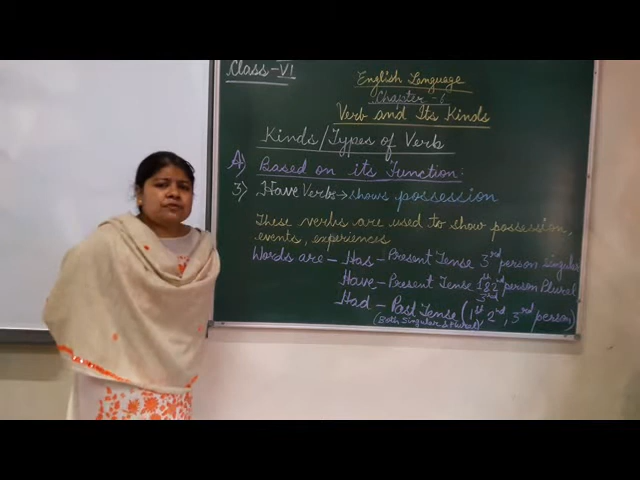 Class-VI
English Language
Chapter-6
Verb and Its Kinds
Kinds/Types of Verb
A) Based on its Function:
3) Have Verbs→shows possession
These verbs are used to show possession,
events, experiences
Words are - Has - Present Tense 3rd person Singular
Have - Present Tense 1st & 2nd person Plural
3rd
Had - Past Tense (1st 2nd, 3rd person)
(Both Singular & Plural)